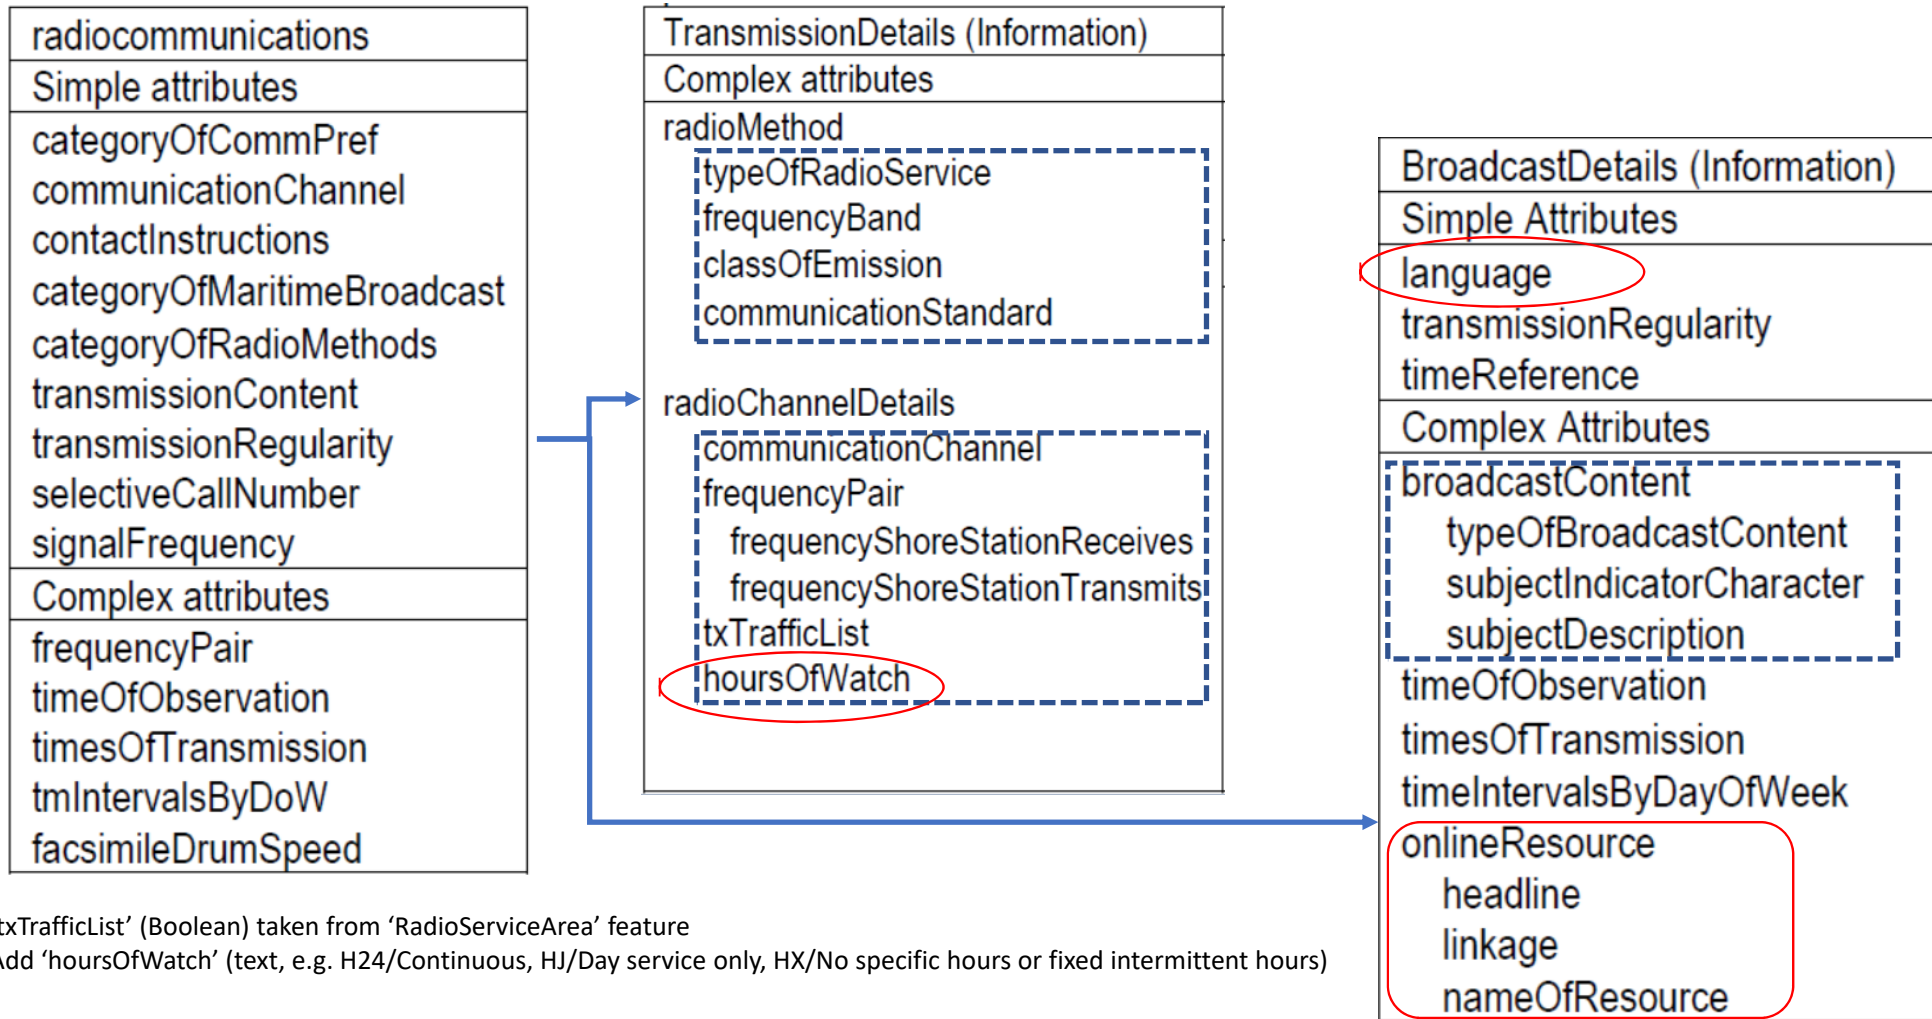 radiocommunications
Simple attributes
categoryOfCommPref
communicationChannel
contactInstructions
categoryOfMaritimeBroadcast
categoryOfRadioMethods
transmissionContent
transmissionRegularity
selectiveCallNumber
signalFrequency
Complex attributes
frequencyPair
timeOfObservation
timesOfTransmission
tmIntervalsByDoW
facsimileDrumSpeed
TransmissionDetails (Information)
Complex attributes
radioMethod
typeOfRadioService
frequencyBand
classOfEmission
communicationStandard
radioChannelDetails
communicationChannel
frequencyPair
frequencyShoreStationReceives
frequencyShoreStationTransmits
txTrafficList
hoursOfWatch
BroadcastDetails (Information)
Simple Attributes
language
transmissionRegularity
timeReference
Complex Attributes
broadcastContent
typeOfBroadcastContent
subjectIndicatorCharacter
subjectDescription
timeOfObservation
timesOfTransmission
timeIntervalsByDayOfWeek
onlineResource
headline
linkage
nameOfResource
txTrafficList’ (Boolean) taken from ‘RadioServiceArea’ feature
Add ‘hoursOfWatch’ (text, e.g. H24/Continuous, HJ/Day service only, HX/No specific hours or fixed intermittent hours)